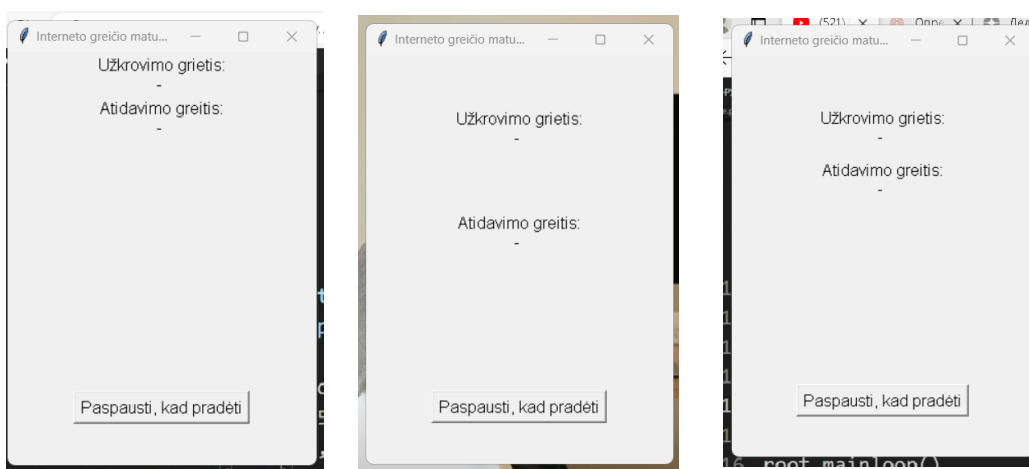 Interneto greičio matu...
Užkrovimo grietis:
-
Atidavimo greitis:
-
Paspausti, kad pradėti
Interneto greičio matu...
Užkrovimo grietis:
-
Atidavimo greitis:
-
Paspausti, kad pradėti
(521)
Interneto greičio matu...
Užkrovimo grietis:
-
Atidavimo greitis:
-
Paspausti, kad pradėti
16 root.mainloop()